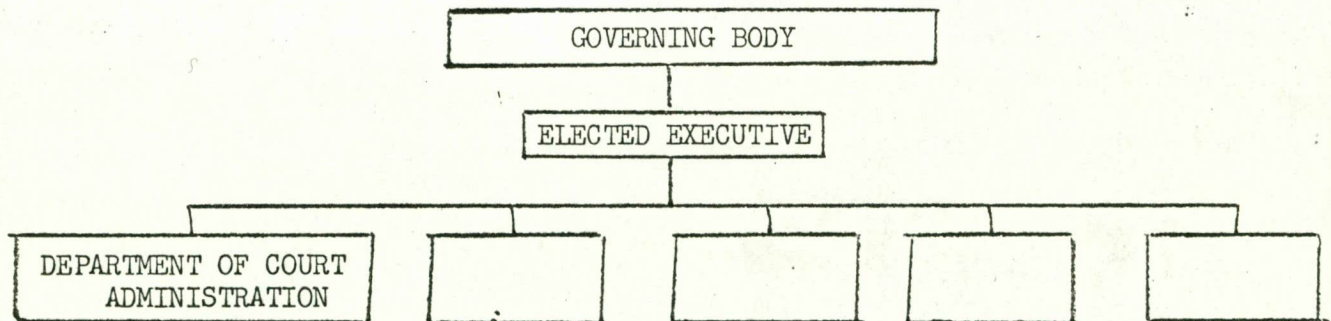 GOVERNING BODY
ELECTED EXECUTIVE
DEPARTMENT OF COURT
ADMINISTRATION